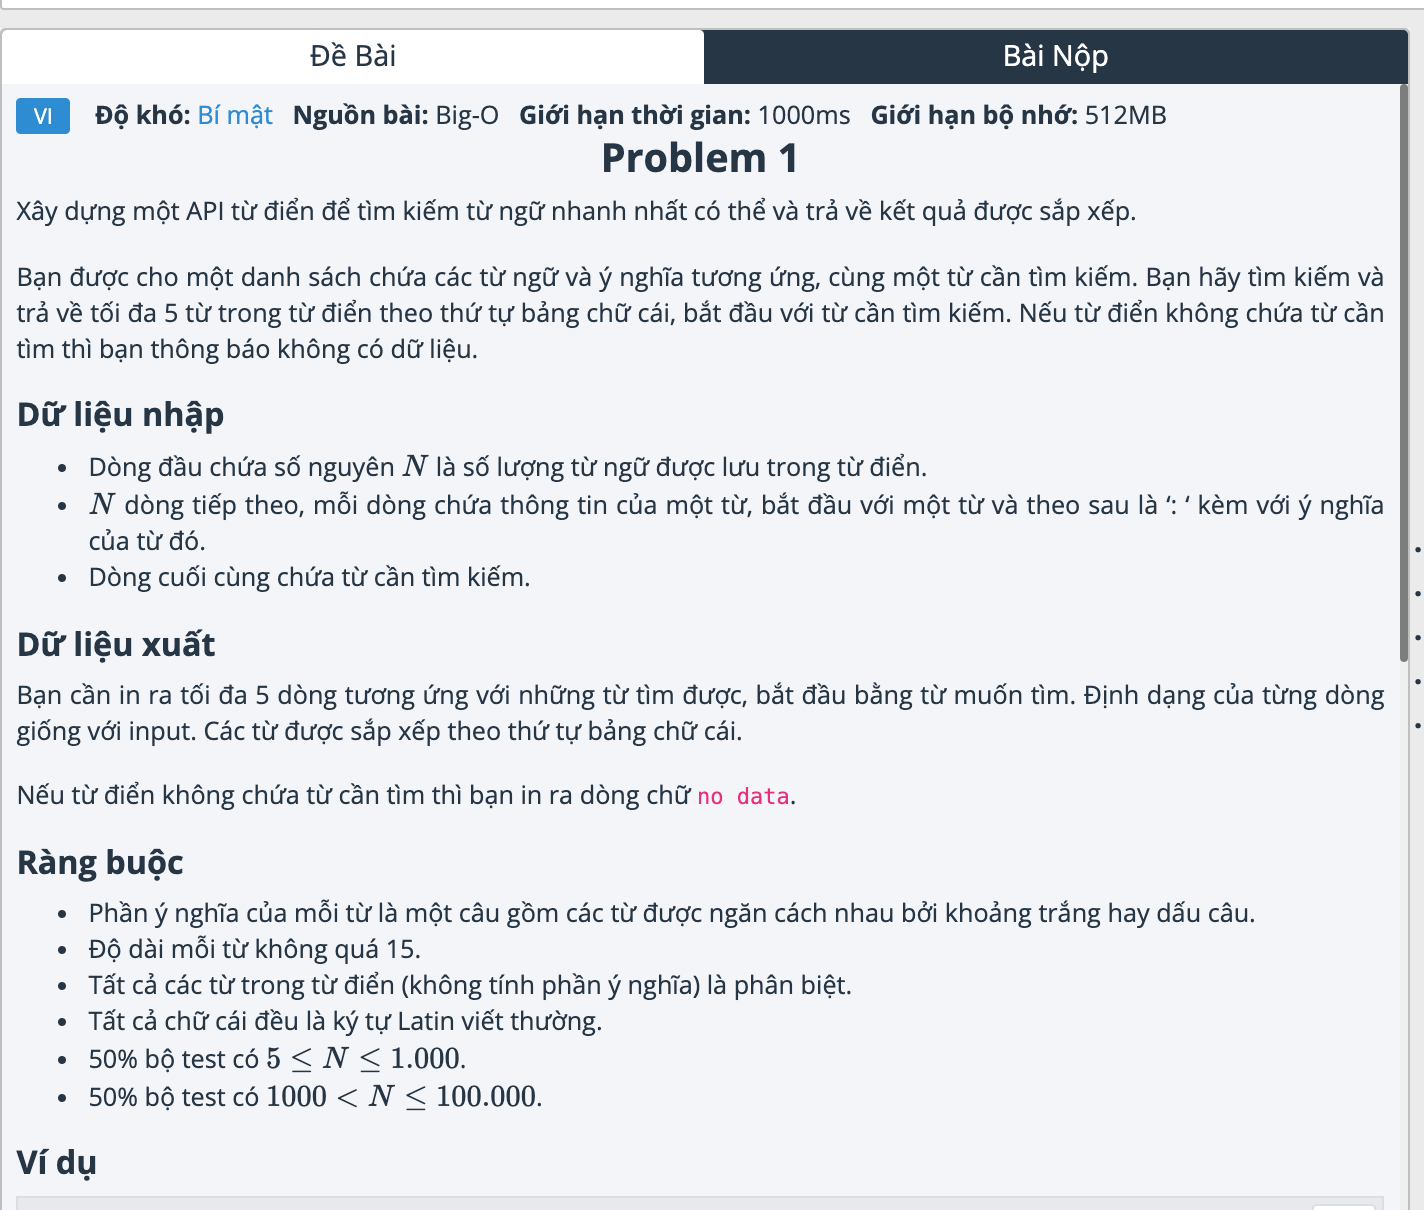 Đề Bài
Bài Nộp
VI Độ khó: Bí mật Nguồn bài: Big-O Giới hạn thời gian: 1000ms Giới hạn bộ nhớ: 512MB
Problem 1
Xây dựng một API từ điển để tìm kiếm từ ngữ nhanh nhất có thể và trả về kết quả được sắp xếp.
Bạn được cho một danh sách chứa các từ ngữ và ý nghĩa tương ứng, cùng một từ cần tìm kiếm. Bạn hãy tìm kiếm và
trả về tối đa 5 từ trong từ điển theo thứ tự bảng chữ cái, bắt đầu với từ cần tìm kiếm. Nếu từ điển không chứa từ cần
tìm thì bạn thông báo không có dữ liệu.
Dữ liệu nhập
• Dòng đầu chứa số nguyên N là số lượng từ ngữ được lưu trong từ điển.
• N dòng tiếp theo, mỗi dòng chứa thông tin của một từ, bắt đầu với một từ và theo sau là ‘: ‘ kèm với ý nghĩa
của từ đó.
• Dòng cuối cùng chứa từ cần tìm kiếm.
Dữ liệu xuất
Bạn cần in ra tối đa 5 dòng tương ứng với những từ tìm được, bắt đầu bằng từ muốn tìm. Định dạng của từng dòng
giống với input. Các từ được sắp xếp theo thứ tự bảng chữ cái.
Nếu từ điển không chứa từ cần tìm thì bạn in ra dòng chữ no data.
Ràng buộc
• Phần ý nghĩa của mỗi từ là một câu gồm các từ được ngăn cách nhau bởi khoảng trắng hay dấu câu.
• Độ dài mỗi từ không quá 15.
• Tất cả các từ trong từ điển (không tính phần ý nghĩa) là phân biệt.
• Tất cả chữ cái đều là ký tự Latin viết thường.
• 50% bộ test có 5 ≤ N ≤ 1.000.
• 50% bộ test có 1000 < N ≤ 100.000.
Ví dụ